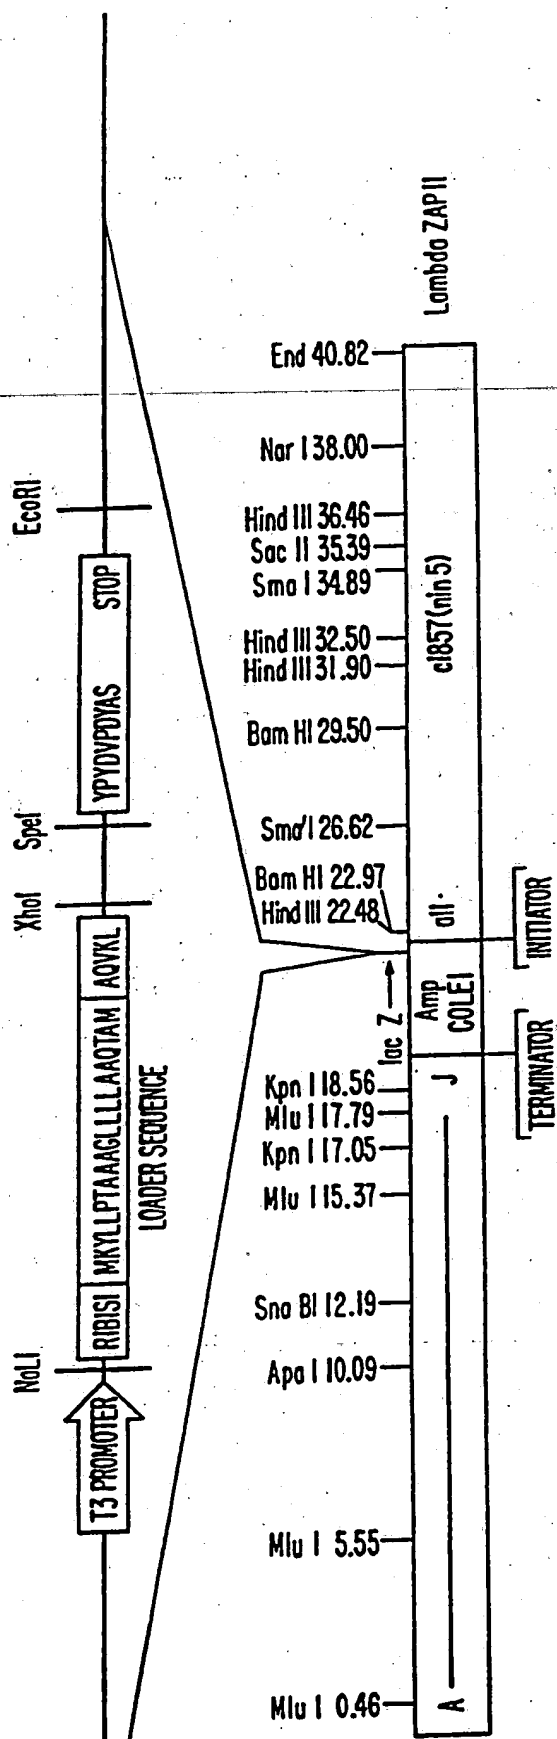 NoLI
XhoI
SpeI
EcoRI
T3 PROMOTER
RIBISI
MKYLLPTAAAGLLLLAAQTAM
AQVKL
YPYDVPDYAS
STOP
LOADER SEQUENCE
End 40.82
Nar I 38.00
Hind III 36.46
Sac II 35.39
Sma I 34.89
Hind III 32.50
Hind III 31.90
Bam HI 29.50
Sma I 26.62
Bam HI 22.97
Hind III 22.48
lac Z
Kpn I 18.56
Mlu I 17.79
Kpn I 17.05
Mlu I 15.37
Sna BI 12.19
Apa I 10.09
Mlu I 5.55
Mlu I 0.46
A
J
Amp
COLE1
att
cI857(nin5)
Lambda ZAPII
TERMINATOR
INITIATOR